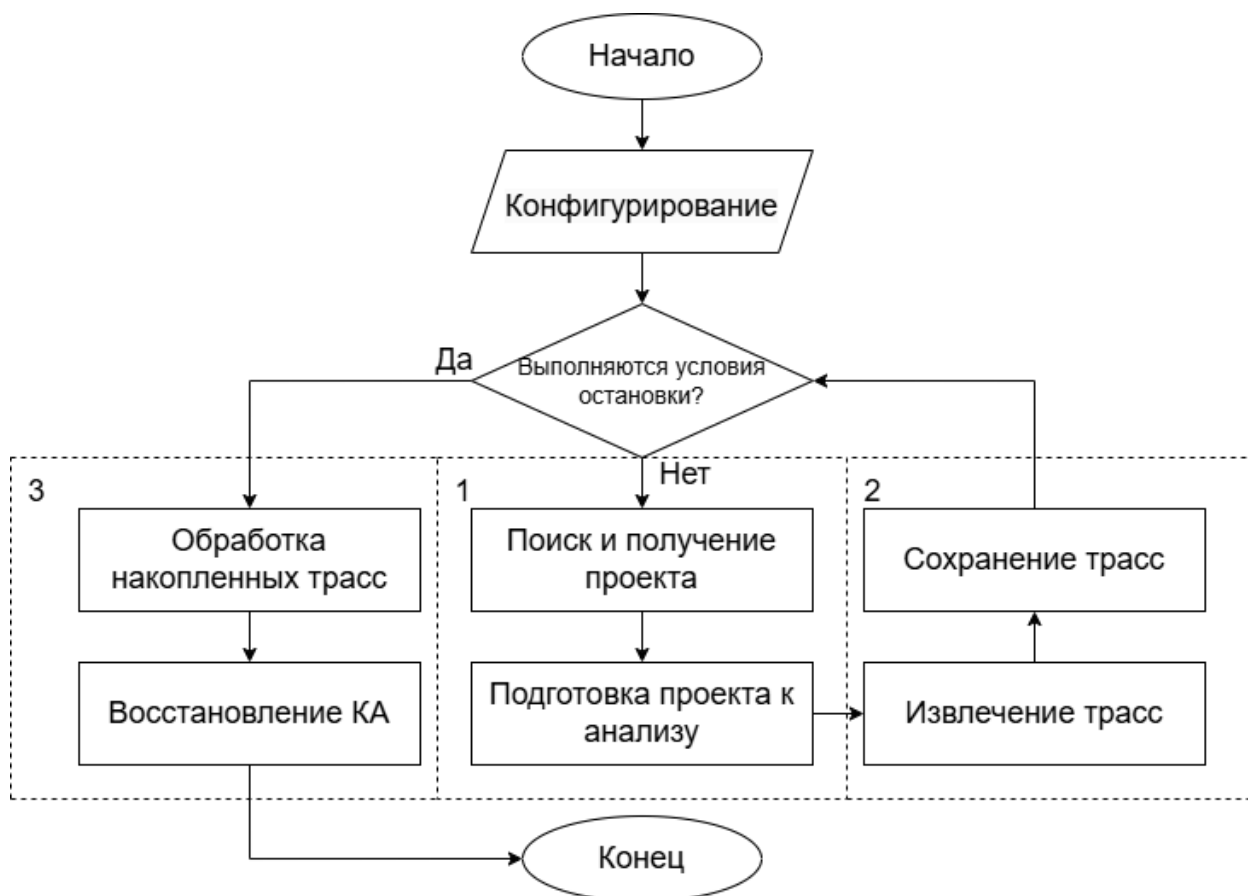 Начало
Конфигурирование
Да
Выполняются условия
остановки?
Нет
3
Обработка
накопленных трасс
Восстановление КА
1
Поиск и получение
проекта
Подготовка проекта к
анализу
2
Сохранение трасс
Извлечение трасс
Конец